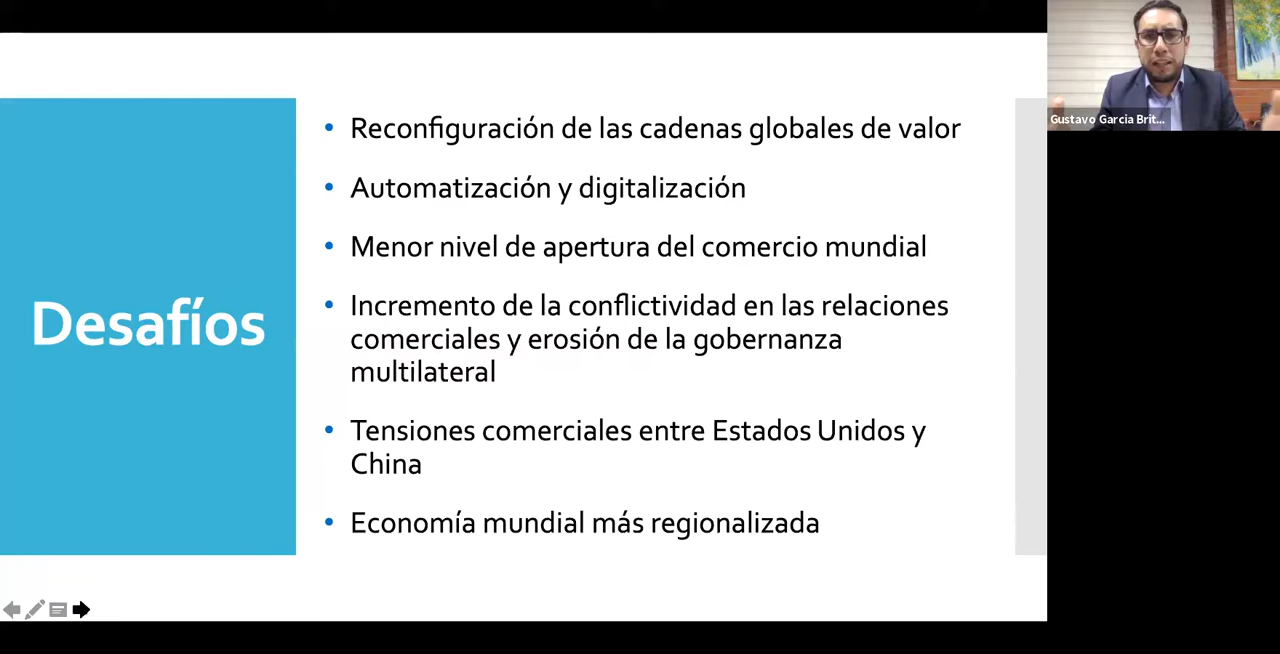 Desafíos
• Reconfiguración de las cadenas globales de valor
• Automatización y digitalización
• Menor nivel de apertura del comercio mundial
• Incremento de la conflictividad en las relaciones
comerciales y erosión de la gobernanza
multilateral
• Tensiones comerciales entre Estados Unidos y
China
• Economía mundial más regionalizada
Gustavo Garcia Brit...